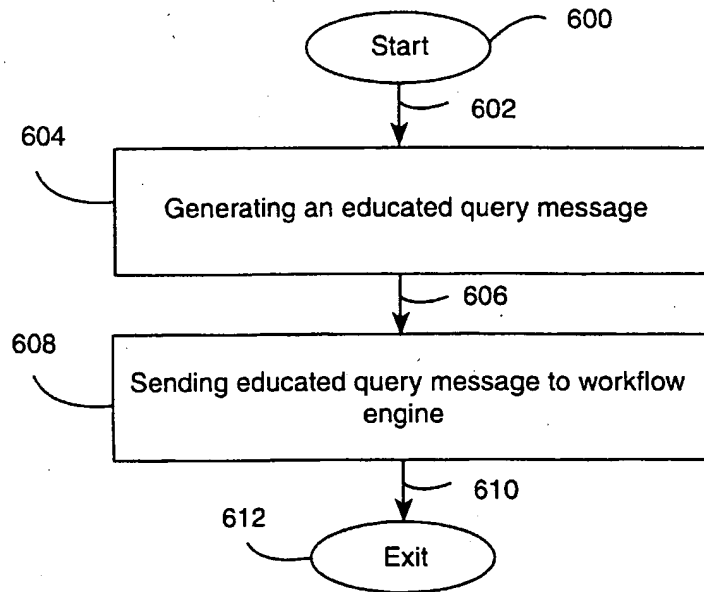 600
Start
602
604
Generating an educated query message
606
608
Sending educated query message to workflow
engine
610
612
Exit